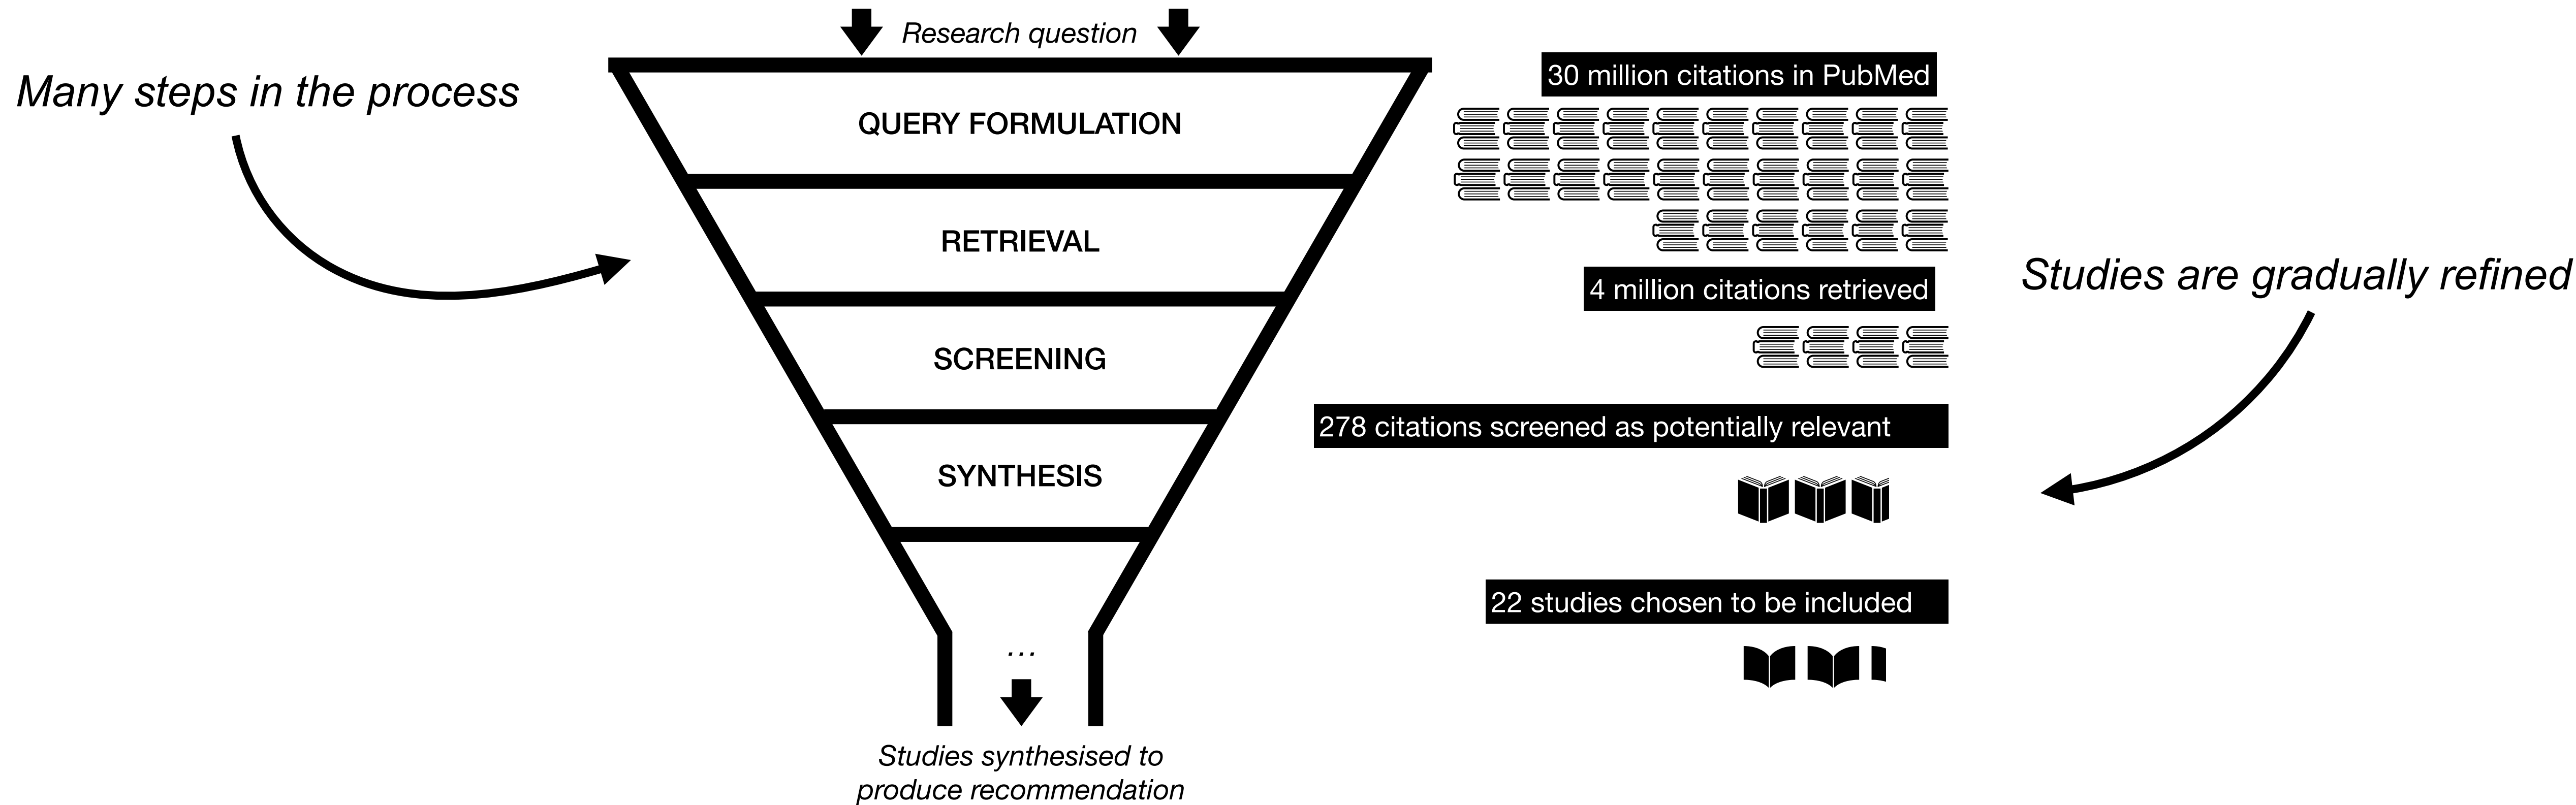 Research question
Many steps in the process
QUERY FORMULATION
RETRIEVAL
SCREENING
SYNTHESIS
...
Studies synthesised to
produce recommendation
30 million citations in PubMed
4 million citations retrieved
278 citations screened as potentially relevant
22 studies chosen to be included
Studies are gradually refined